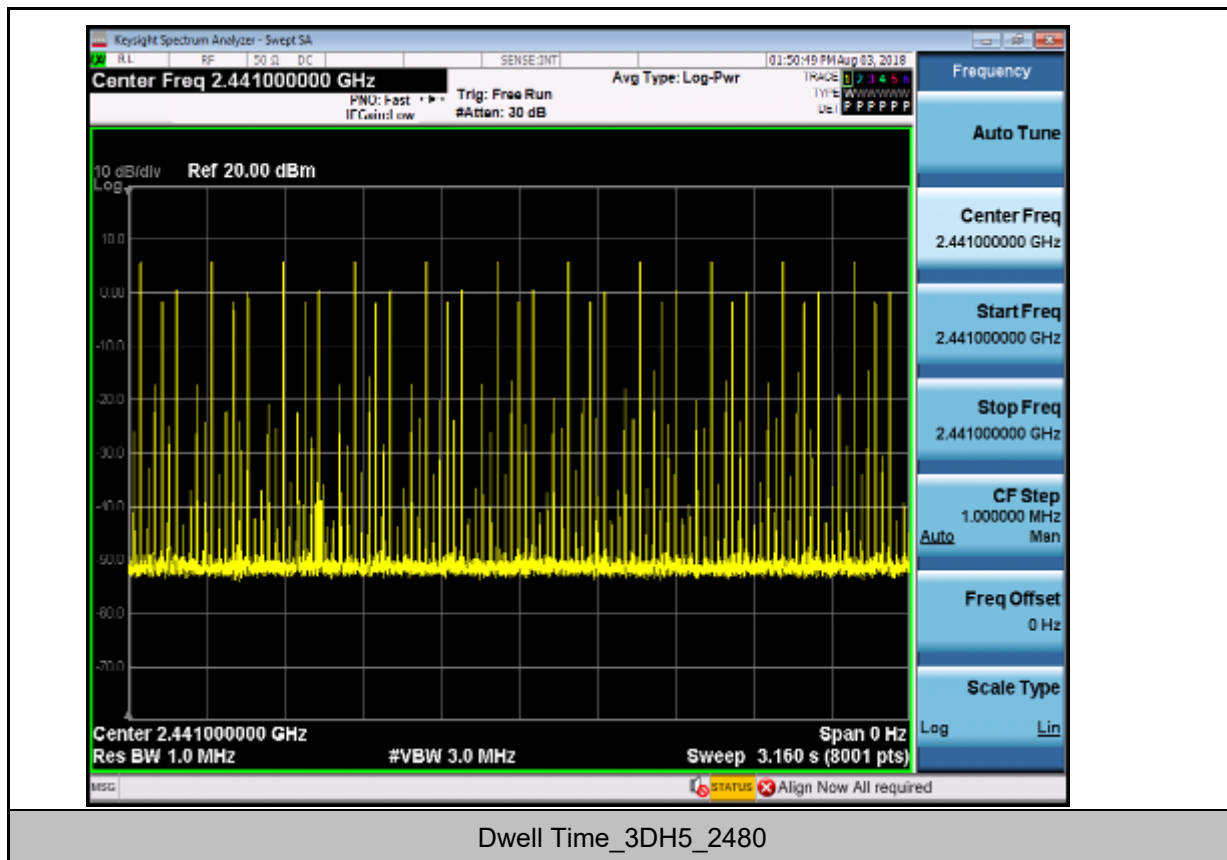 Keysight Spectrum Analyzer - Swept SA
RL RF 50 Ω DC SENSE:INT 01:50:49 PM Aug 03, 2018
Center Freq 2.441000000 GHz Avg Type: Log-Pwr TRACE 1 2 3 4 5 6
PNO: Fast Trig: Free Run TYPE WWWWWW
IFGain:Low #Atten: 30 dB DET P P P P P P
10 dB/div Ref 20.00 dBm
Log
10.0
0.00
-10.0
-20.0
-30.0
-40.0
-50.0
-60.0
-70.0
Center 2.441000000 GHz Span 0 Hz
Res BW 1.0 MHz #VBW 3.0 MHz Sweep 3.160 s (8001 pts)
MSG STATUS Align Now All required
Frequency
Auto Tune
Center Freq
2.441000000 GHz
Start Freq
2.441000000 GHz
Stop Freq
2.441000000 GHz
CF Step
1.000000 MHz
Auto Man
Freq Offset
0 Hz
Scale Type
Log Lin
Dwell Time_3DH5_2480